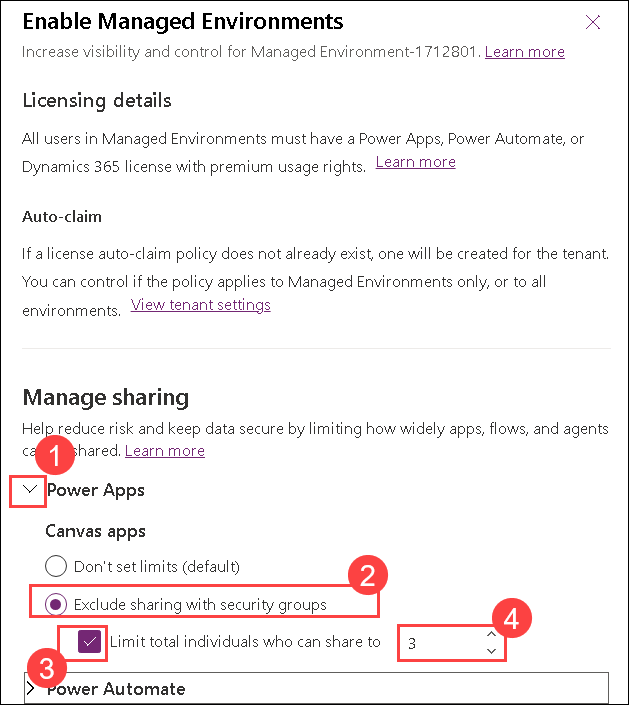 Enable Managed Environments
Increase visibility and control for Managed Environment-1712801. Learn more
Licensing details
All users in Managed Environments must have a Power Apps, Power Automate, or
Dynamics 365 license with premium usage rights. Learn more
Auto-claim
If a license auto-claim policy does not already exist, one will be created for the tenant.
You can control if the policy applies to Managed Environments only, or to all
environments. View tenant settings
Manage sharing
Help reduce risk and keep data secure by limiting how widely apps, flows, and agents
shared. Learn more
1
Power Apps
Canvas apps
Don't set limits (default)
2
Exclude sharing with security groups
4
Limit total individuals who can share to 3
3
Power Automate